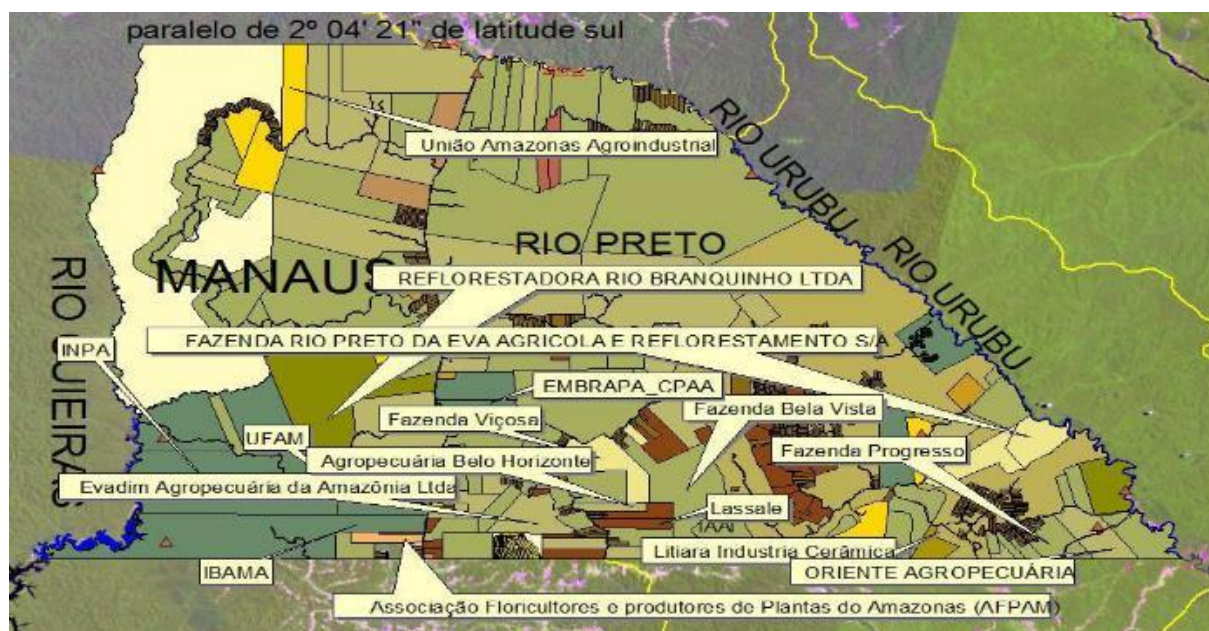 paralelo de 2º 04' 21" de latitude sul
União Amazonas Agroindustrial
RIO URUBU
RIO PRETO
MANAUS
RIO URUBU
REFLORESTADORA RIO BRANQUINHO LTDA
FAZENDA RIO PRETO DA EVA AGRICOLA E REFLORESTAMENTO S/A
INPA
RIO CUIEIRAS
EMBRAPA_CPAA
Fazenda Viçosa
Fazenda Bela Vista
UFAM
Fazenda Progresso
Agropecuária Belo Horizonte
Evadim Agropecuária da Amazônia Ltda
Lassale
Litiara Industria Cerâmica
IBAMA
ORIENTE AGROPECUÁRIA
Associação Floricultores e produtores de Plantas do Amazonas (AFPAM)